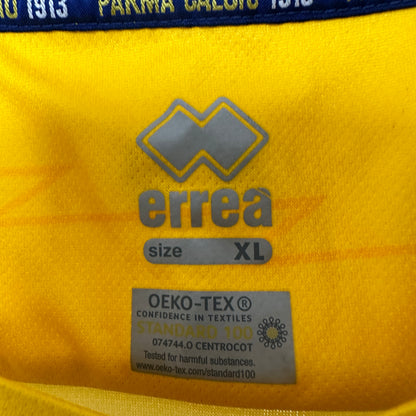 1913 PARMA CALCIO 1913
errea
size XL
OEKO-TEX®
CONFIDENCE IN TEXTILES
STANDARD 100
074744.O CENTROCOT
Tested for harmful substances.
www.oeko-tex.com/standard100